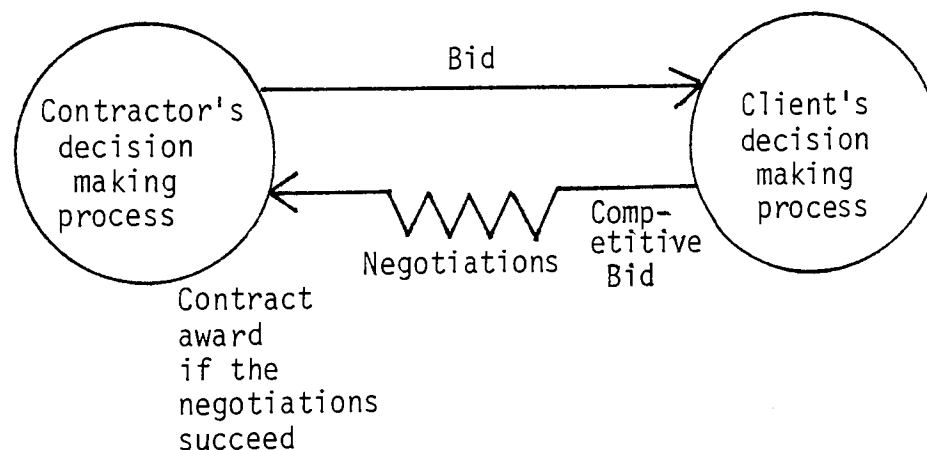 Bid
Contractor's
decision
making
process
Client's
decision
making
process
Comp-
etitive
Bid
Negotiations
Contract
award
if the
negotiations
succeed